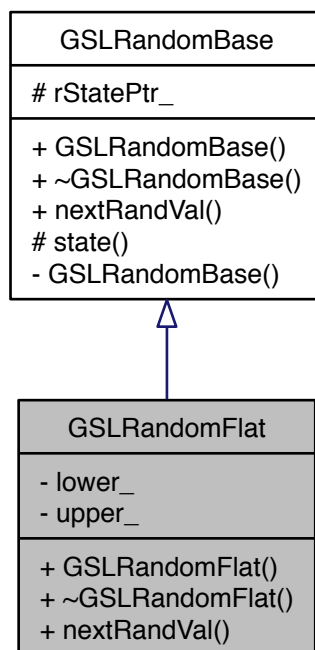 GSLRandomBase
# rStatePtr_
+ GSLRandomBase()
+ ~GSLRandomBase()
+ nextRandVal()
# state()
- GSLRandomBase()
GSLRandomFlat
- lower_
- upper_
+ GSLRandomFlat()
+ ~GSLRandomFlat()
+ nextRandVal()